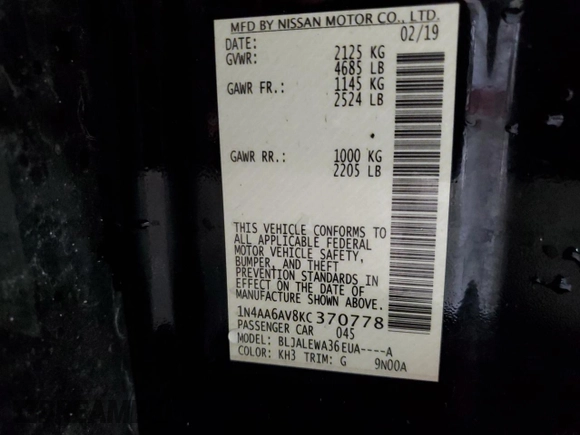 MFD BY NISSAN MOTOR CO., LTD.
DATE: 02/19
GVWR: 2125 KG
4685 LB
GAWR FR.: 1145 KG
2524 LB
GAWR RR.: 1000 KG
2205 LB
THIS VEHICLE CONFORMS TO
ALL APPLICABLE FEDERAL
MOTOR VEHICLE SAFETY,
BUMPER, AND THEFT
PREVENTION STANDARDS IN
EFFECT ON THE DATE OF
MANUFACTURE SHOWN ABOVE.
1N4AA6AV8KC370778
PASSENGER CAR 045
MODEL: BLJALEWA36EUA----A
COLOR: KH3 TRIM: G 9N00A